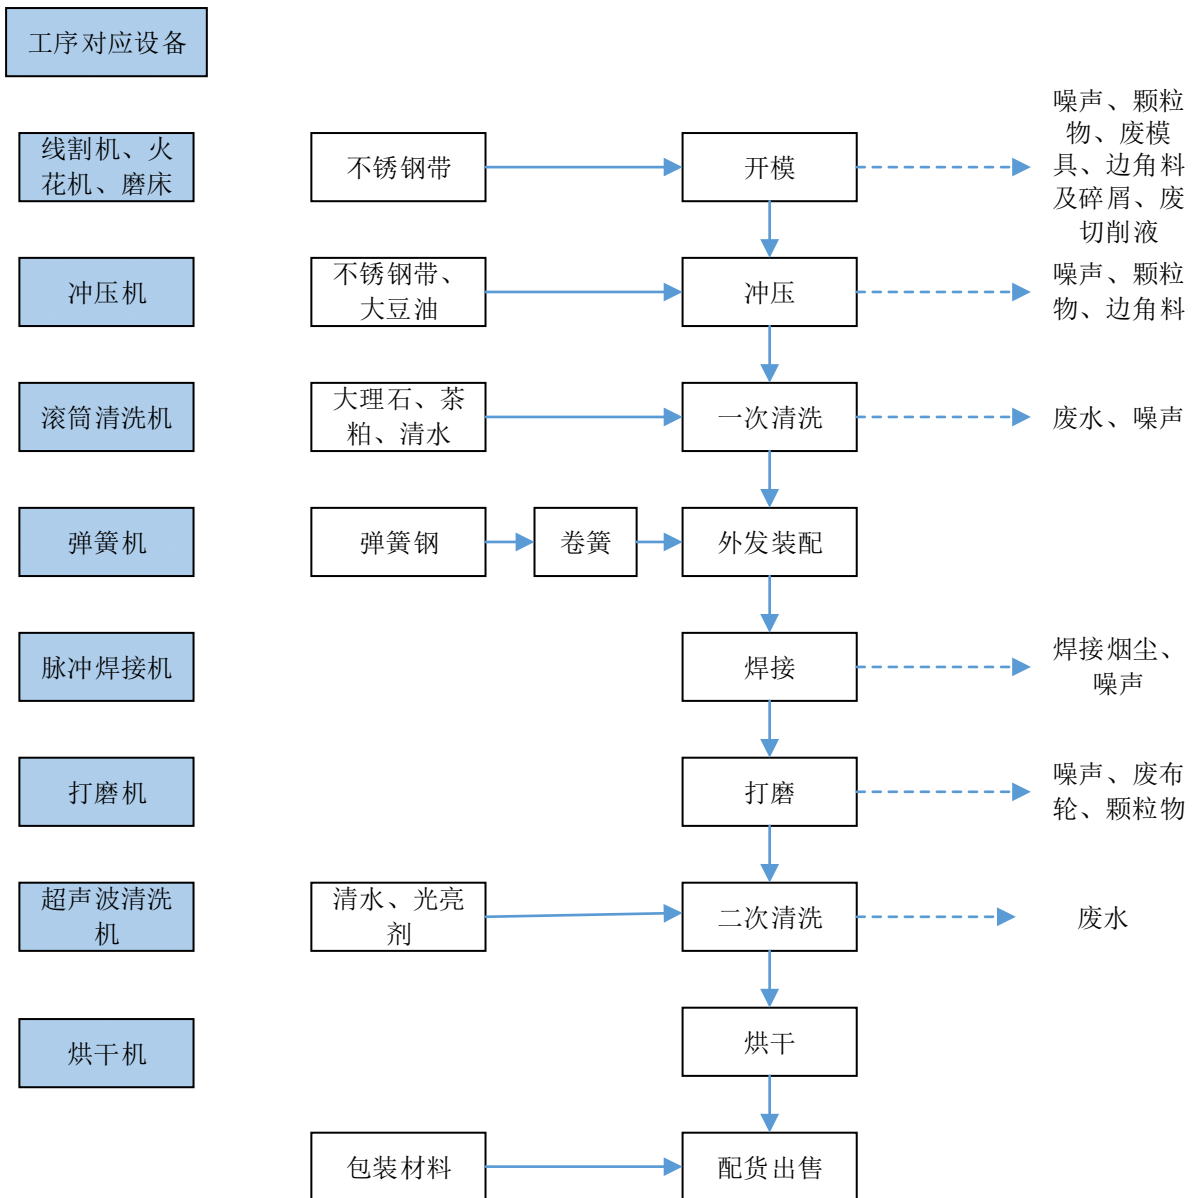 工序对应设备
线割机、火
花机、磨床
不锈钢带
开模
噪声、颗粒
物、废模
具、边角料
及碎屑、废
切削液
冲压机
不锈钢带、
大豆油
冲压
噪声、颗粒
物、边角料
滚筒清洗机
大理石、茶
粕、清水
一次清洗
废水、噪声
弹簧机
弹簧钢
卷簧
外发装配
脉冲焊接机
焊接
焊接烟尘、
噪声
打磨机
打磨
噪声、废布
轮、颗粒物
超声波清洗
机
清水、光亮
剂
二次清洗
废水
烘干机
烘干
包装材料
配货出售